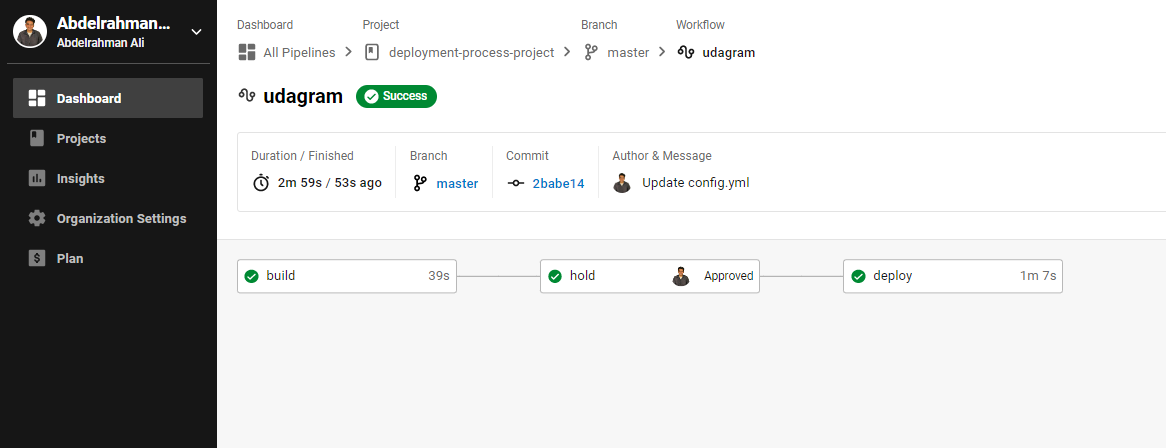 Abdelrahman...
Abdelrahman Ali
Dashboard
Projects
Insights
Organization Settings
Plan
Dashboard Project Branch Workflow
All Pipelines deployment-process-project master udagram
udagram Success
Duration / Finished Branch Commit Author & Message
2m 59s / 53s ago master 2babe14 Update config.yml
build 39s hold Approved deploy 1m 7s